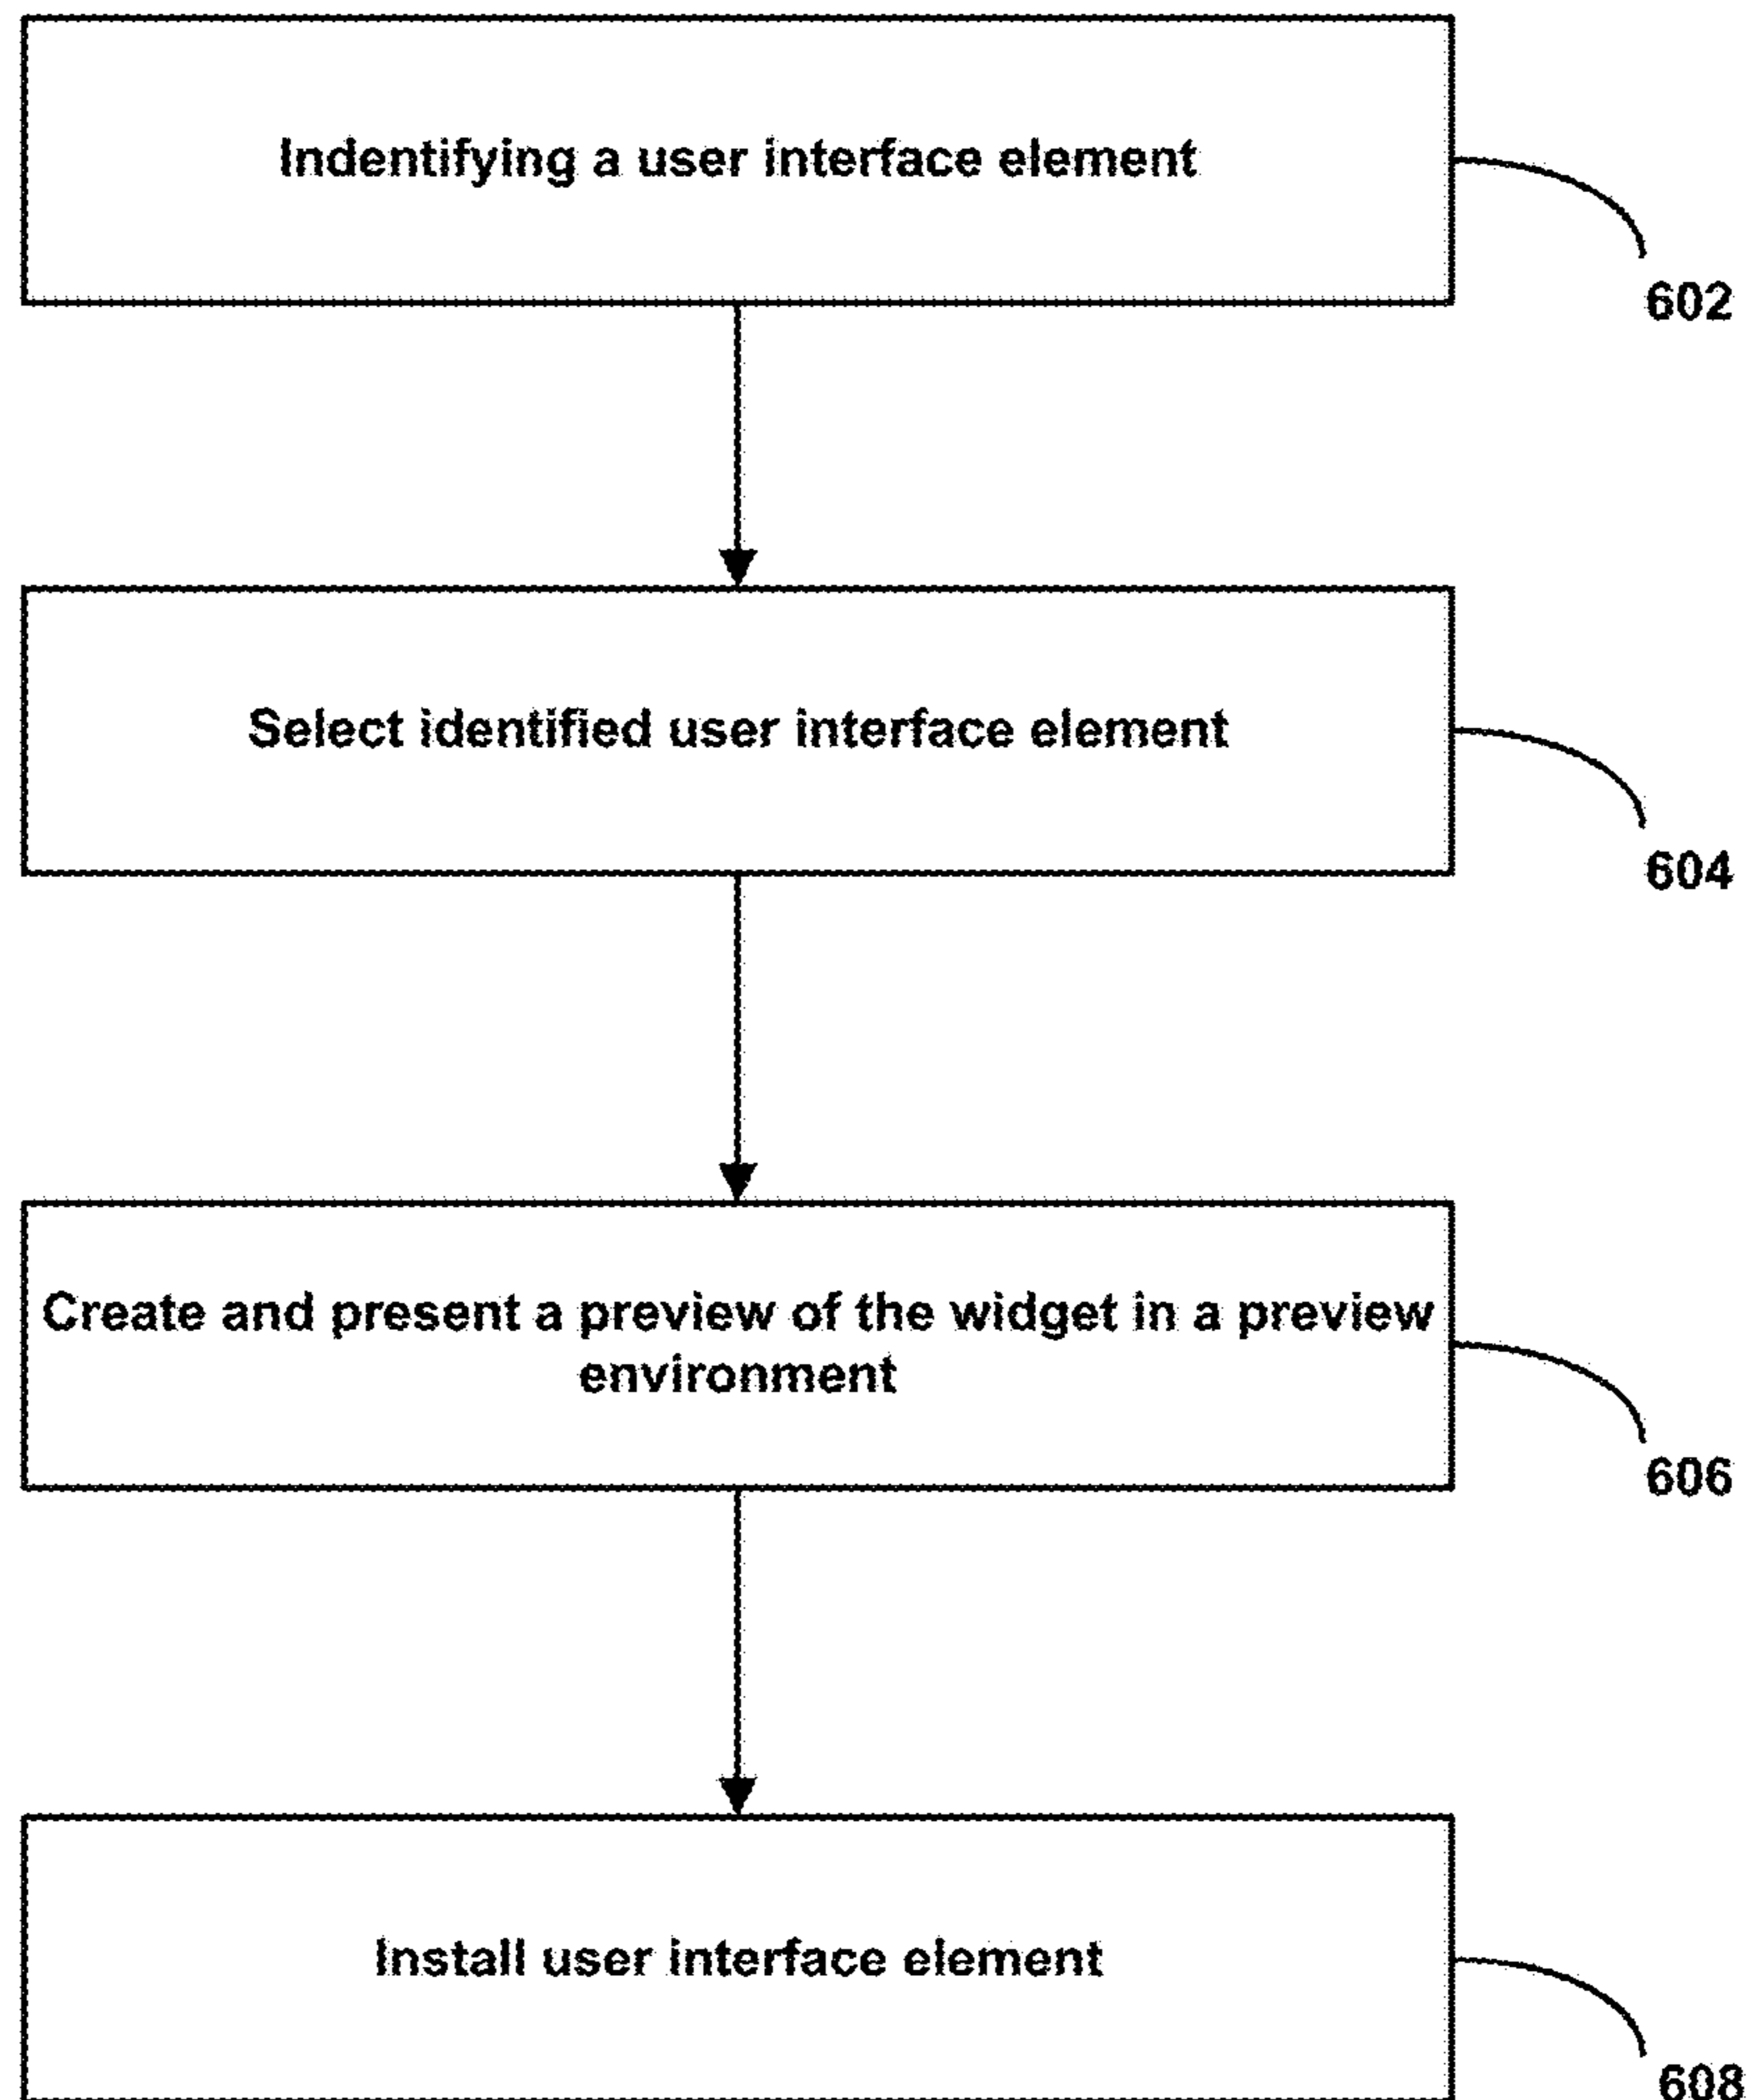 Indentifying a user interface element
602
Select identified user interface element
604
Create and present a preview of the widget in a preview
environment
606
Install user interface element
608